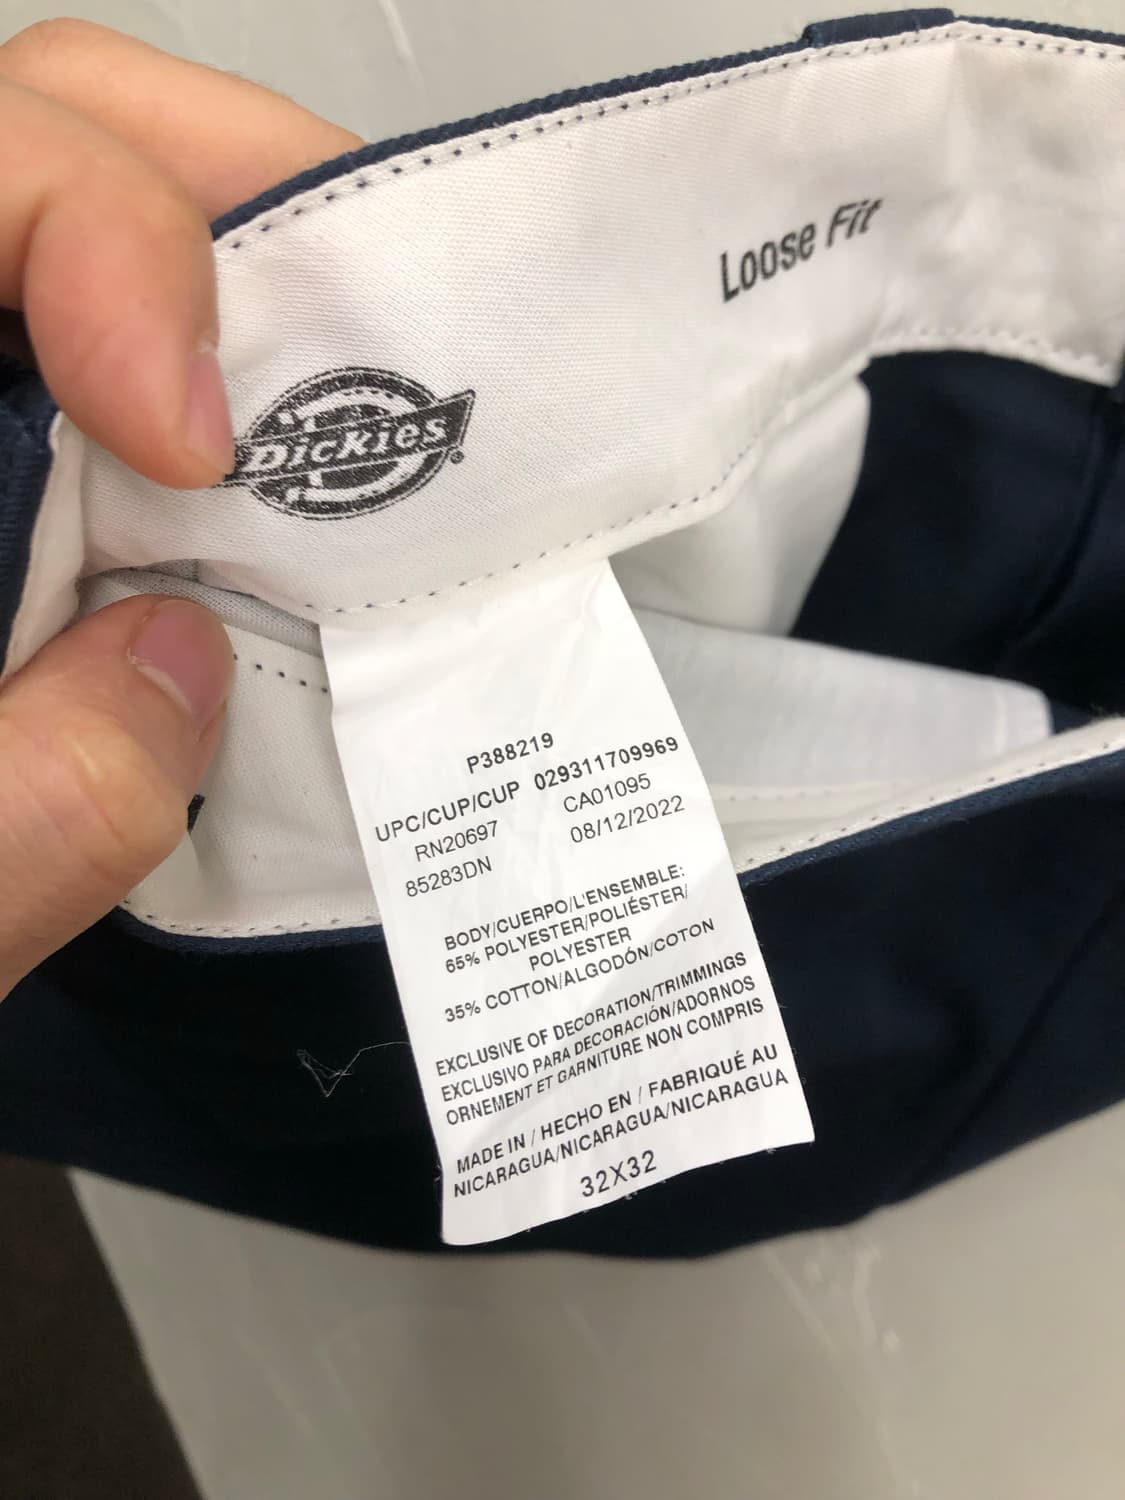 Loose Fit
Dickies
P388219
UPC/CUP/CUP 029311709969
RN20697 CA01095
85283DN 08/12/2022
BODY/CUERPO/L'ENSEMBLE:
65% POLYESTER/POLIÉSTER/
POLYESTER
35% COTTON/ALGODÓN/COTON
EXCLUSIVE OF DECORATION/TRIMMINGS
EXCLUSIVO PARA DECORACIÓN/ADORNOS
ORNEMENT ET GARNITURE NON COMPRIS
MADE IN / HECHO EN / FABRIQUÉ AU
NICARAGUA/NICARAGUA/NICARAGUA
32X32